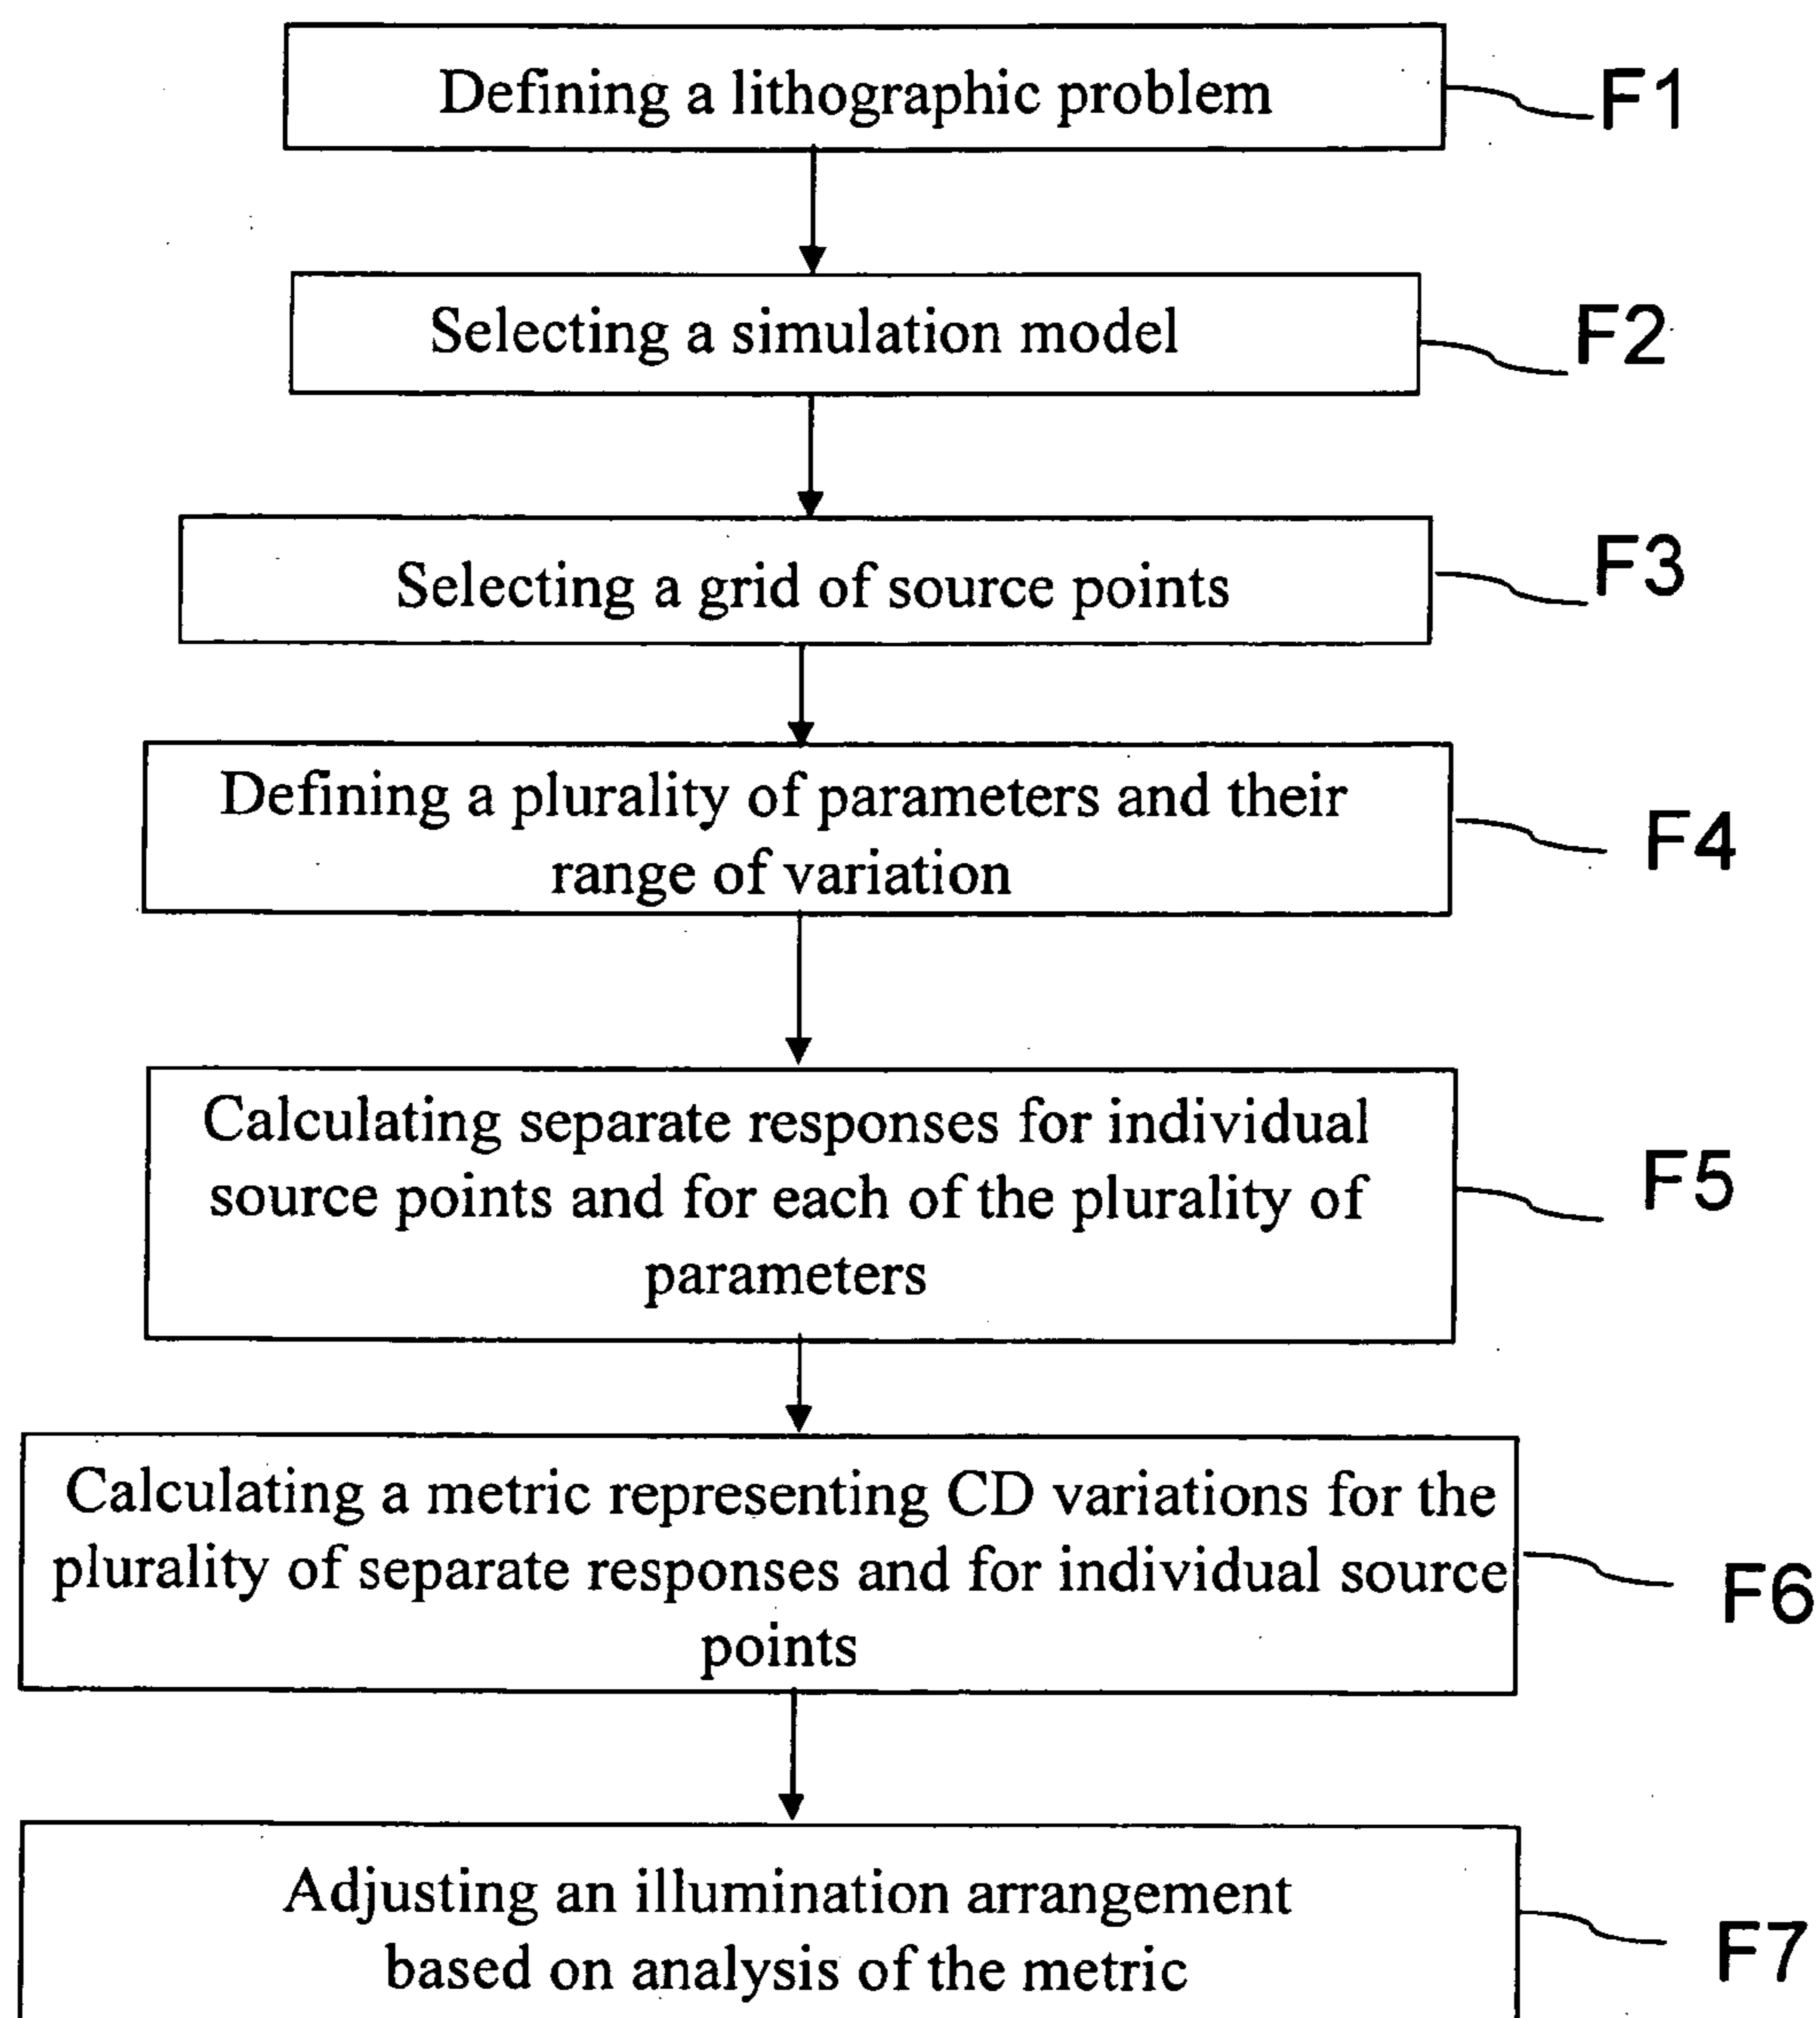 Defining a lithographic problem
F1
Selecting a simulation model
F2
Selecting a grid of source points
F3
Defining a plurality of parameters and their
range of variation
F4
Calculating separate responses for individual
source points and for each of the plurality of
parameters
F5
Calculating a metric representing CD variations for the
plurality of separate responses and for individual source
points
F6
Adjusting an illumination arrangement
based on analysis of the metric
F7